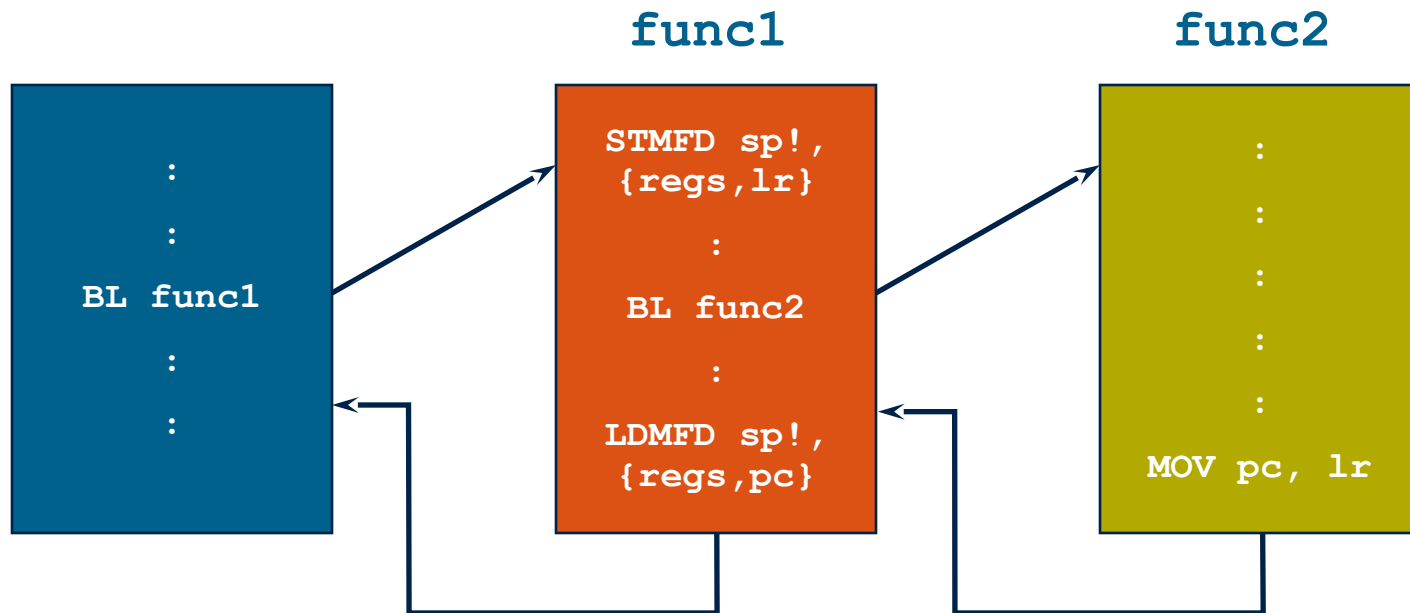 func1
func2
:
:
BL func1
:
:
STMFD sp!,
{regs,lr}
:
BL func2
:
LDMFD sp!,
{regs,pc}
:
:
:
:
:
MOV pc, lr